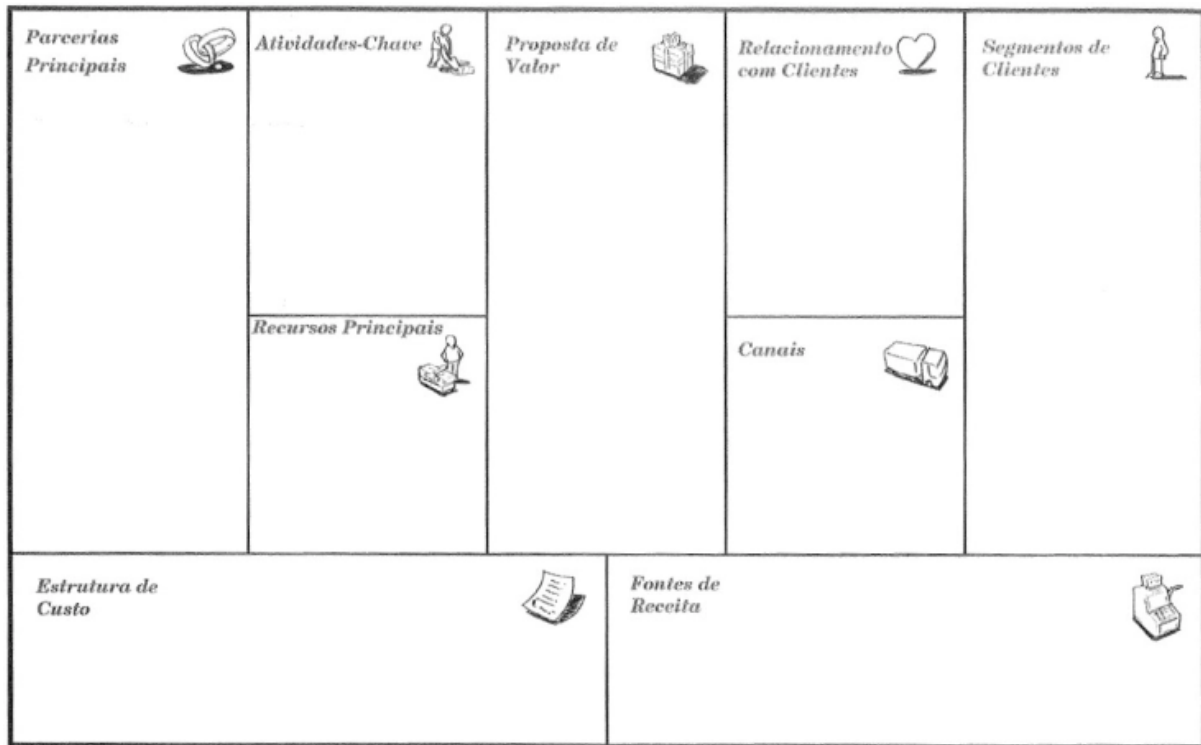 Parcerias
Principais
Atividades-Chave
Recursos Principais
Proposta de
Valor
Relacionamento
com Clientes
Canais
Segmentos de
Clientes
Estrutura de
Custo
Fontes de
Receita